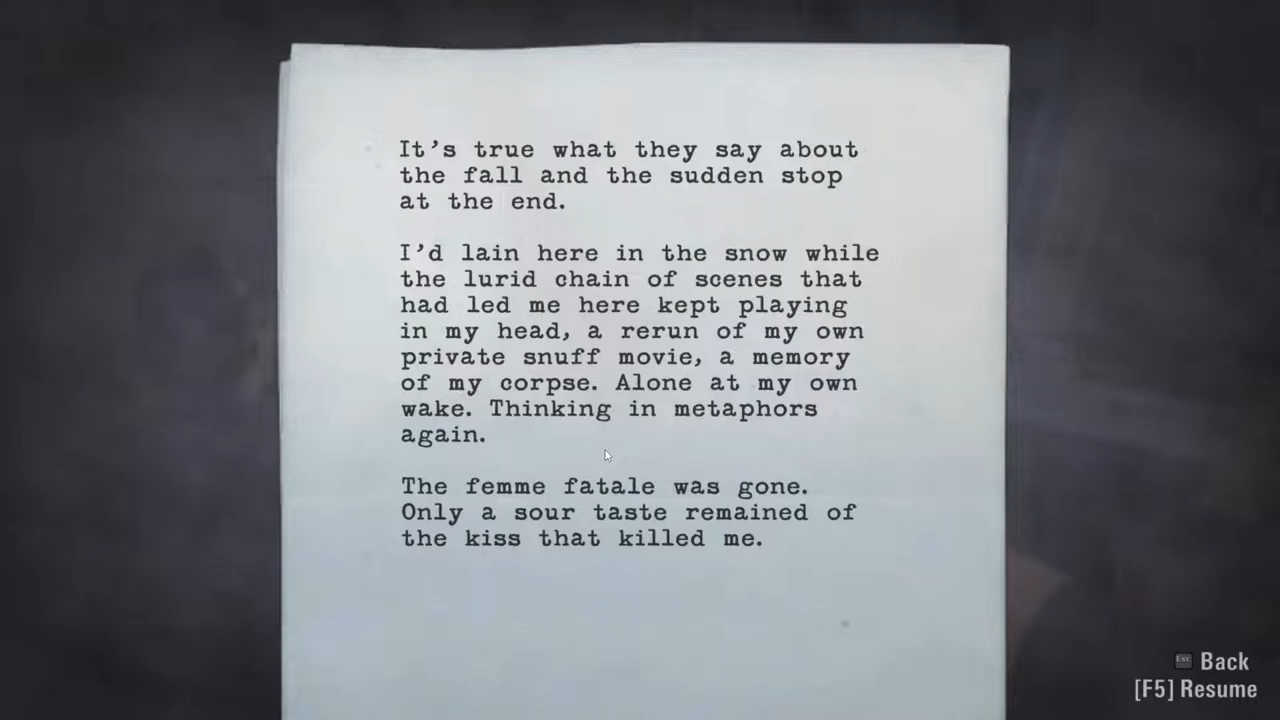 It's true what they say about
the fall and the sudden stop
at the end.
I'd lain here in the snow while
the lurid chain of scenes that
had led me here kept playing
in my head, a rerun of my own
private snuff movie, a memory
of my corpse. Alone at my own
wake. Thinking in metaphors
again.
The femme fatale was gone.
Only a sour taste remained of
the kiss that killed me.
Esc Back
[F5] Resume